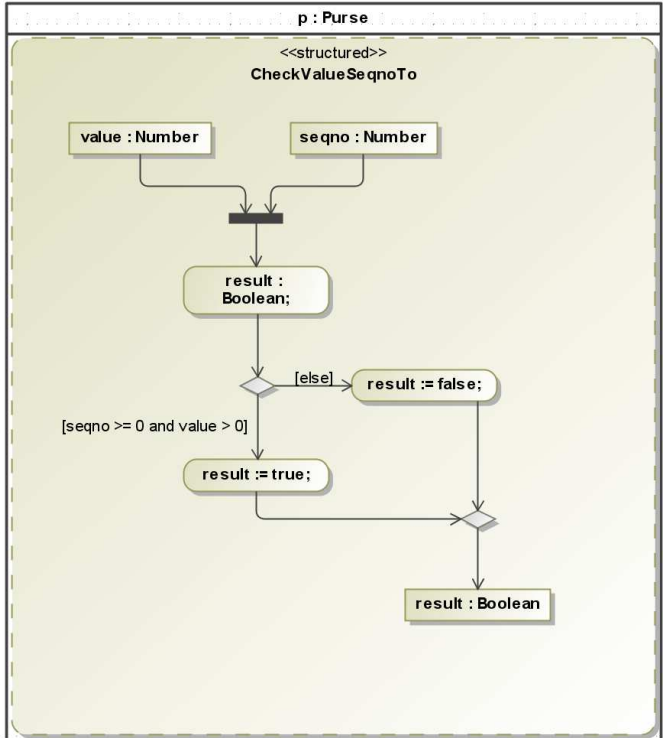 p : Purse
<<structured>>
CheckValueSeqnoTo
value : Number
seqno : Number
result :
Boolean;
[else]
result := false;
[seqno >= 0 and value > 0]
result := true;
result : Boolean